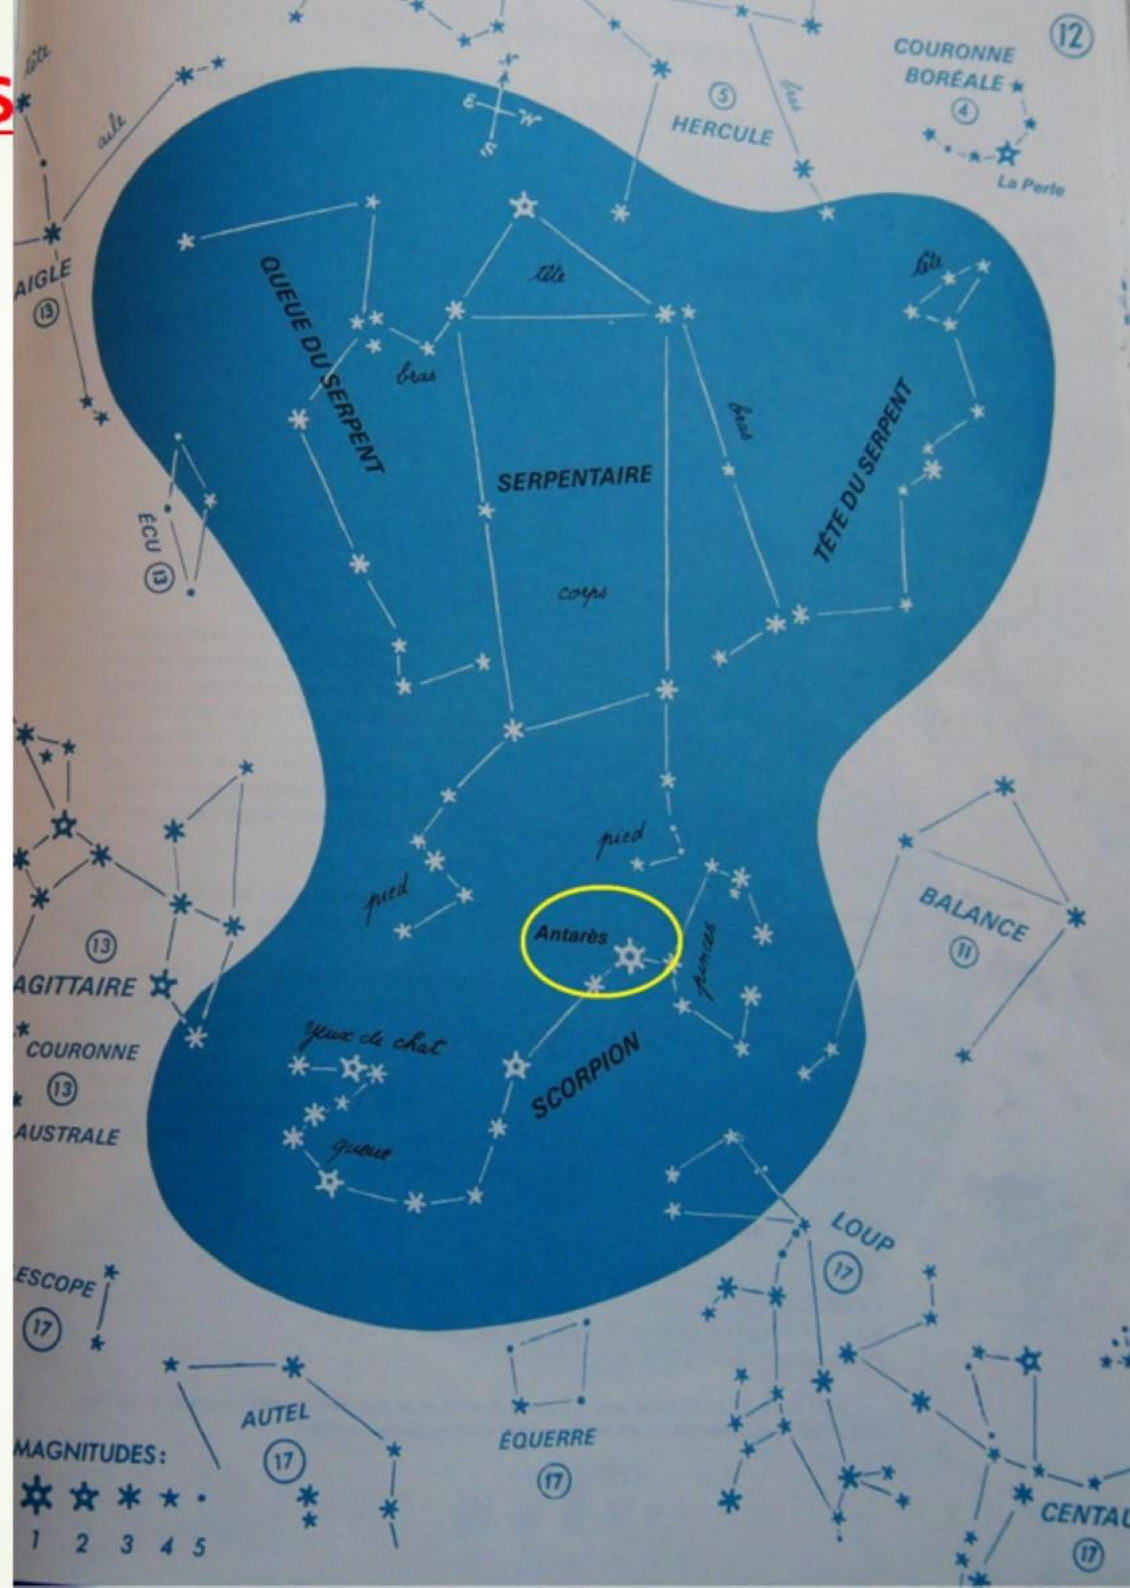 S
12
COURONNE
BORÉALE
4
La Perle
tête
aile
N
E W
S
5
HERCULE
bras
AIGLE
13
tête
tête
QUEUE DU SERPENT
bras
bras
SERPENTAIRE
TÊTE DU SERPENT
ÉCU 13
corps
pied
pied
Antarès
pinces
BALANCE
11
13
AGITTAIRE
COURONNE
13
AUSTRALE
yeux de chat
SCORPION
queue
LOUP
17
ESCOPE
17
AUTEL
17
ÉQUERRE
17
MAGNITUDES:
1 2 3 4 5
CENTAU
17